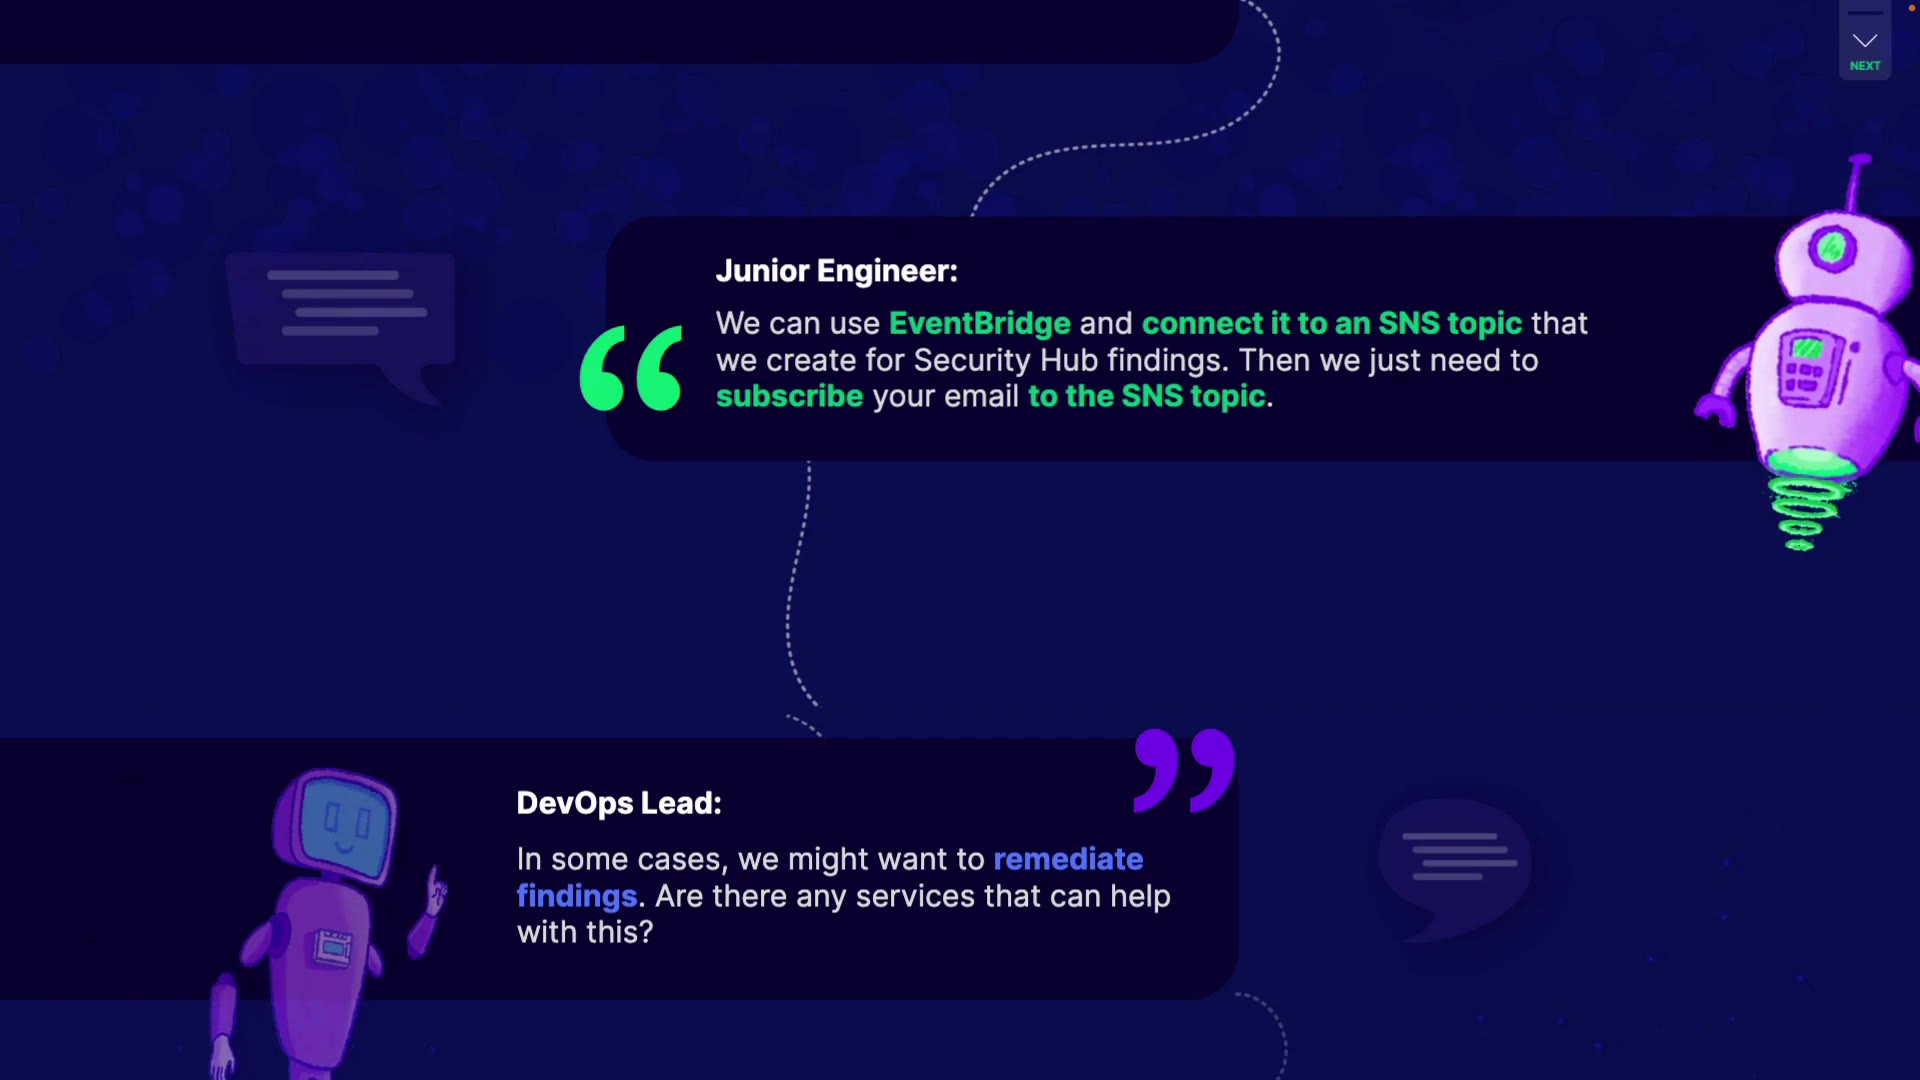 NEXT
Junior Engineer:
We can use EventBridge and connect it to an SNS topic that
we create for Security Hub findings. Then we just need to
subscribe your email to the SNS topic.
DevOps Lead:
In some cases, we might want to remediate
findings. Are there any services that can help
with this?